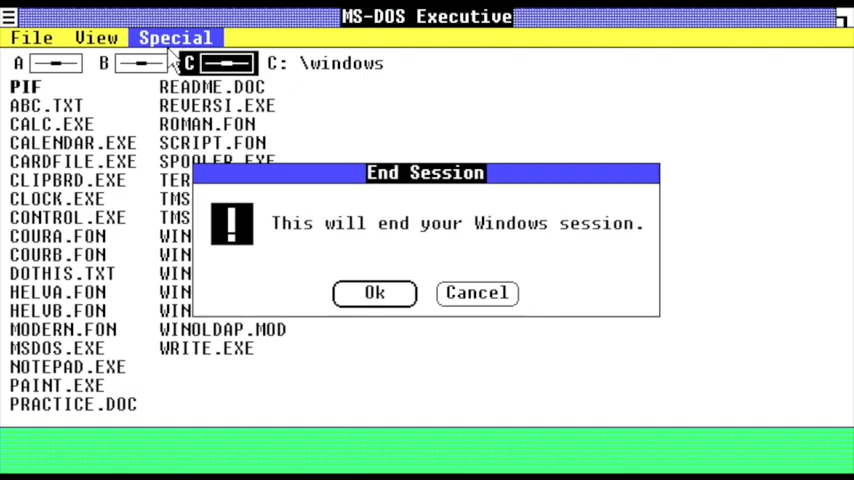 MS-DOS Executive
File View Special
A B C C: \windows
PIF README.DOC
ABC.TXT REVERSI.EXE
CALC.EXE ROMAN.FON
CALENDAR.EXE SCRIPT.FON
CARDFILE.EXE SPOOLER.EXE
CLIPBRD.EXE TER
CLOCK.EXE TMS
CONTROL.EXE TMS
COURA.FON WIN
COURB.FON WIN
DOTHIS.TXT WIN
HELVA.FON WIN
HELVB.FON WIN
MODERN.FON WINOLDAP.MOD
MSDOS.EXE WRITE.EXE
NOTEPAD.EXE
PAINT.EXE
PRACTICE.DOC
End Session
! This will end your Windows session.
Ok Cancel